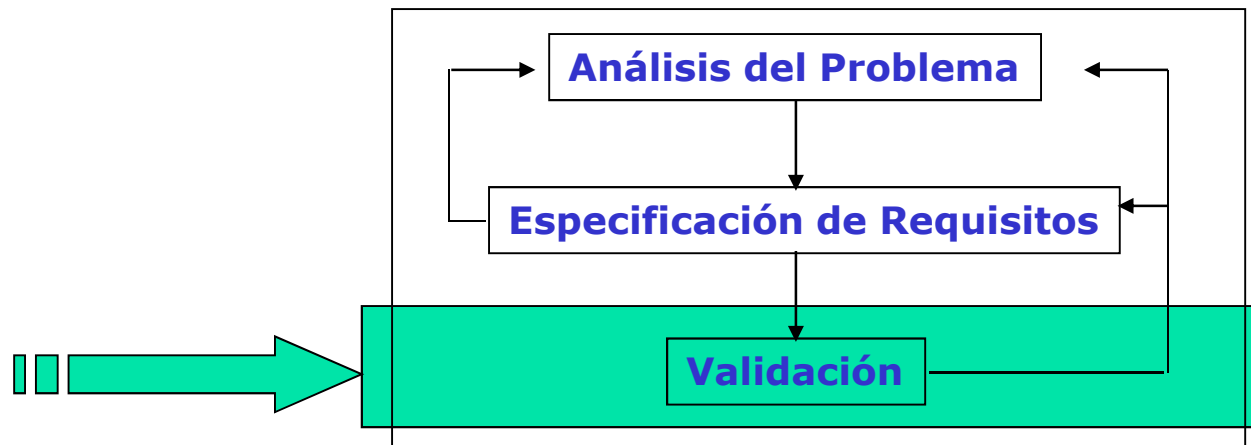 Análisis del Problema
Especificación de Requisitos
Validación